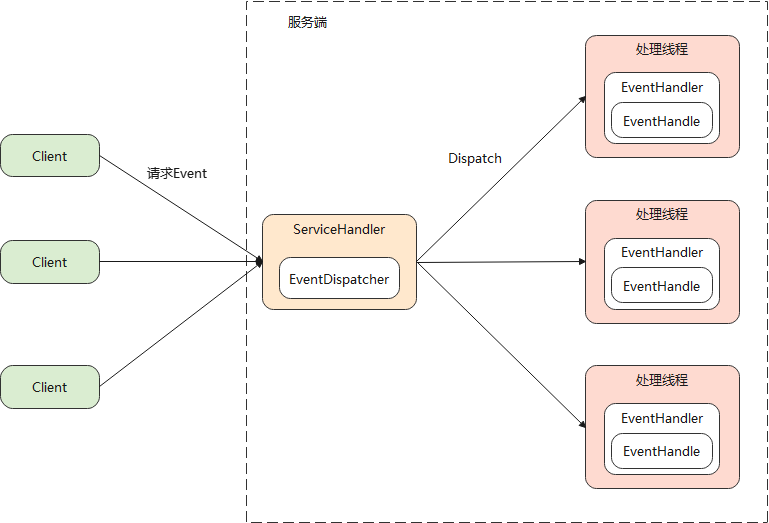 服务端
处理线程
EventHandler
EventHandle
Client
请求Event
Dispatch
ServiceHandler
EventDispatcher
处理线程
EventHandler
EventHandle
Client
Client
处理线程
EventHandler
EventHandle